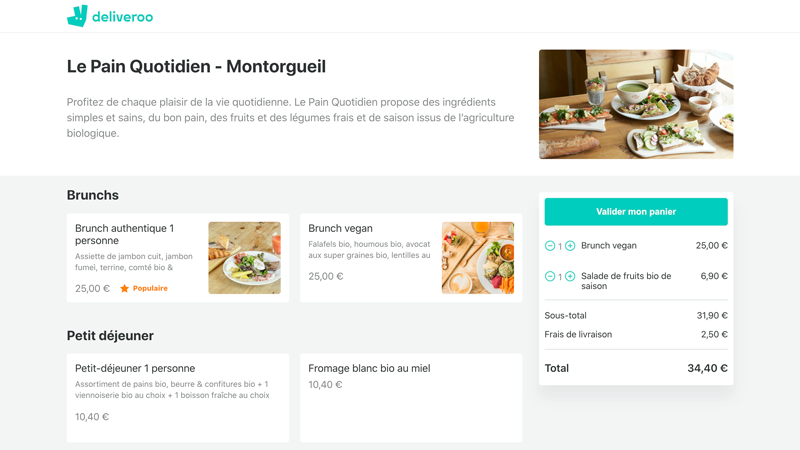 deliveroo
Le Pain Quotidien - Montorgueil
Profitez de chaque plaisir de la vie quotidienne. Le Pain Quotidien propose des ingrédients
simples et sains, du bon pain, des fruits et des légumes frais et de saison issus de l'agriculture
biologique.
Brunchs
Brunch authentique 1
personne
Assiette de jambon cuit, jambon
fumei, terrine, comté bio &
25,00 €
Populaire
Brunch vegan
Falafels bio, houmous bio, avocat
aux super graines bio, lentilles au
25,00 €
Petit déjeuner
Petit-déjeuner 1 personne
Assortiment de pains bio, beurre & confitures bio + 1
viennoiserie bio au choix + 1 boisson fraîche au choix
10,40 €
Fromage blanc bio au miel
10,40 €
Valider mon panier
1 Brunch vegan 25,00 €
1 Salade de fruits bio de 6,90 €
saison
Sous-total 31,90 €
Frais de livraison 2,50 €
Total 34,40 €